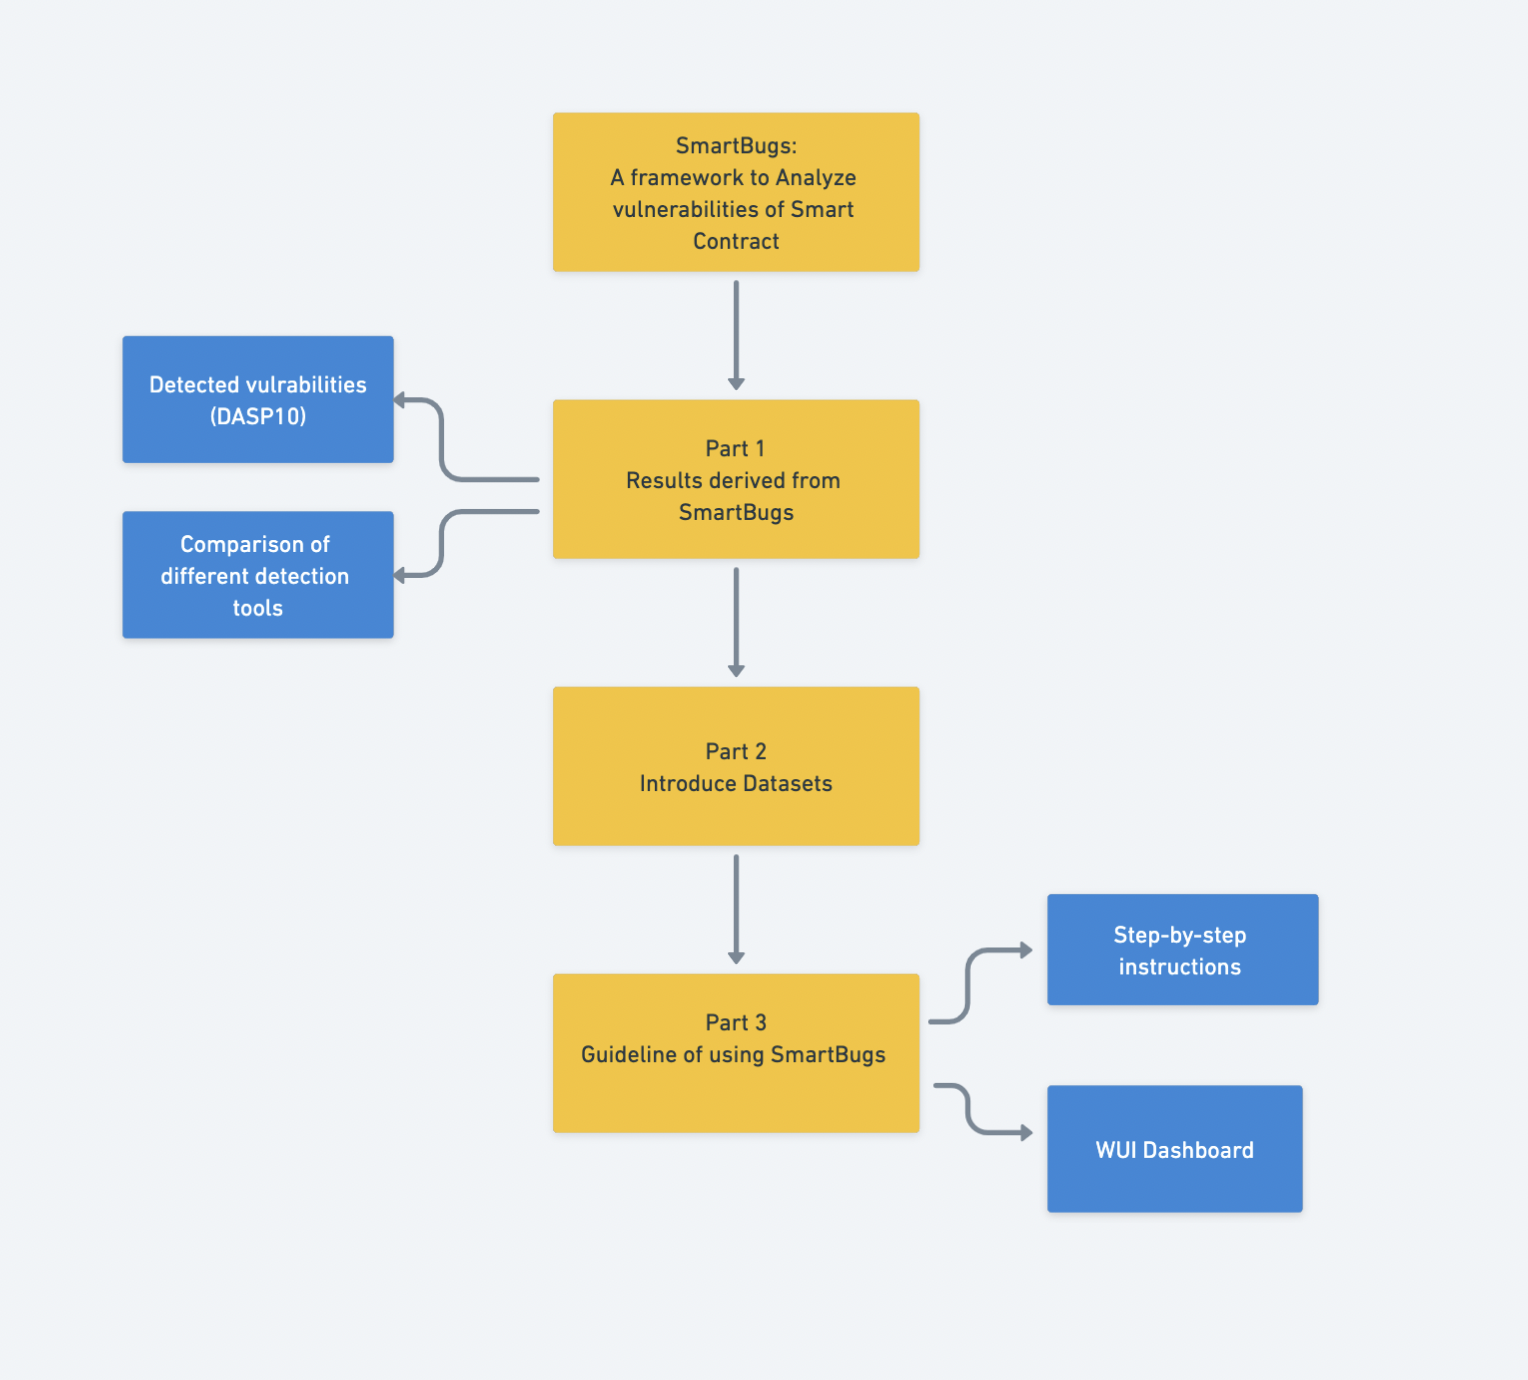 SmartBugs:
A framework to Analyze
vulnerabilities of Smart
Contract
Detected vulrabilities
(DASP10)
Part 1
Results derived from
SmartBugs
Comparison of
different detection
tools
Part 2
Introduce Datasets
Part 3
Guideline of using SmartBugs
Step-by-step
instructions
WUI Dashboard